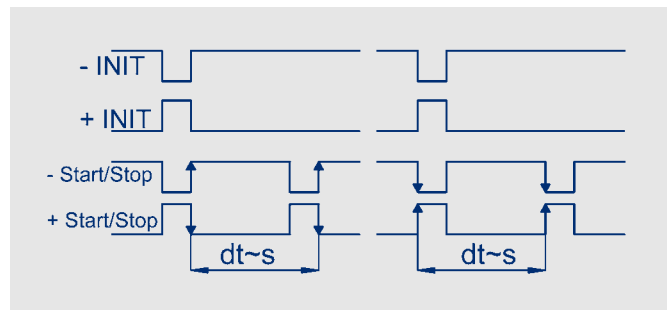 - INIT
+ INIT
- Start/Stop
+ Start/Stop
dt~s dt~s